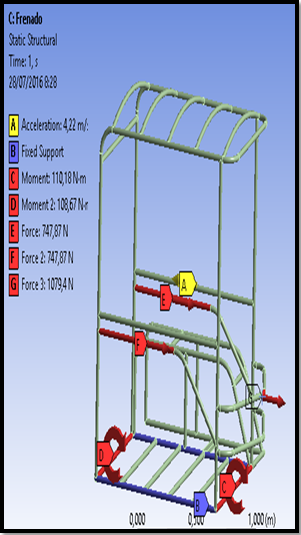 C: Frenado
Static Structural
Time: 1, s
28/07/2016 8:28
A Acceleration: 4,22 m/s
B Fixed Support
C Moment: 110,18 N·m
D Moment 2: 108,67 N·r
E Force: 747,87 N
F Force 2: 747,87 N
G Force 3: 1079,4 N
A
E
F
D
C
B
0,000 0,500 1,000 (m)